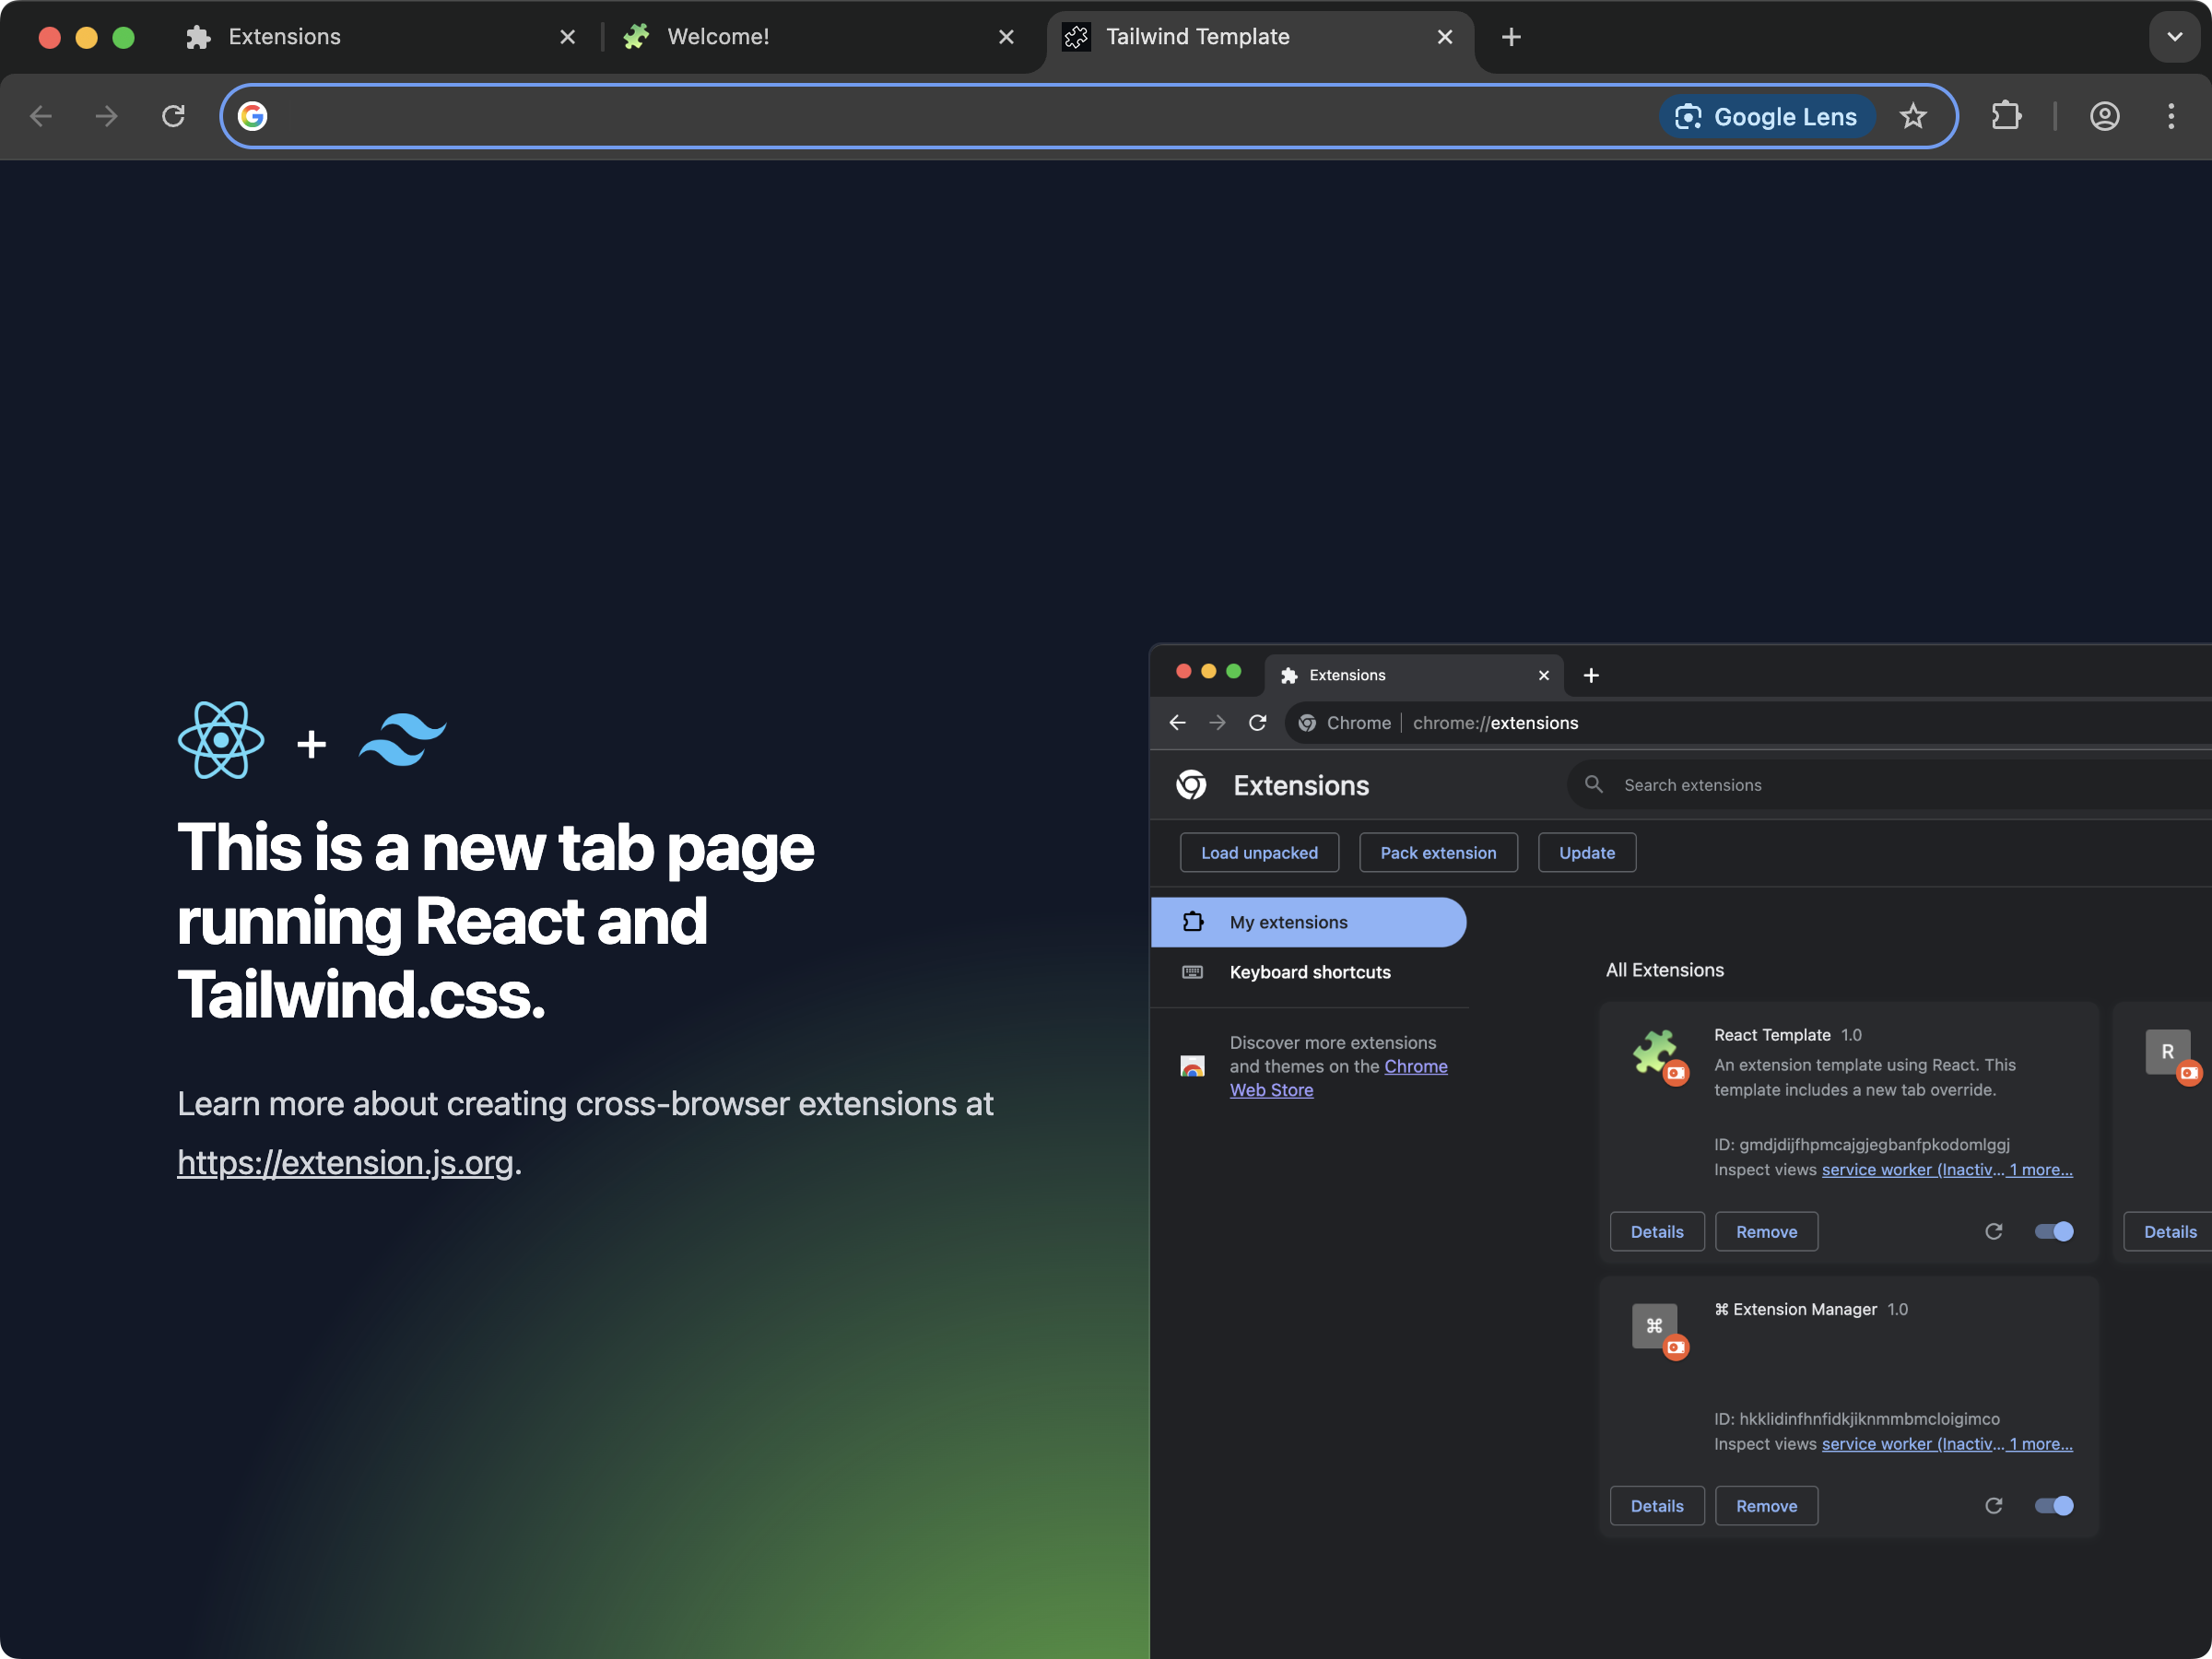 Extensions
Welcome!
Tailwind Template
Google Lens
This is a new tab page
running React and
Tailwind.css.
Learn more about creating cross-browser extensions at
https://extension.js.org.
Extensions
Chrome
chrome://extensions
Extensions
Search extensions
Load unpacked
Pack extension
Update
My extensions
Keyboard shortcuts
Discover more extensions
and themes on the Chrome
Web Store
All Extensions
React Template 1.0
An extension template using React. This
template includes a new tab override.
ID: gmdjdijfhpmcajgjegbanfpkodomlggj
Inspect views service worker (Inactiv... 1 more...
Details
Remove
R
Details
⌘
⌘ Extension Manager 1.0
ID: hkklidinfhnfidkjiknmmbmcloigimco
Inspect views service worker (Inactiv... 1 more...
Details
Remove